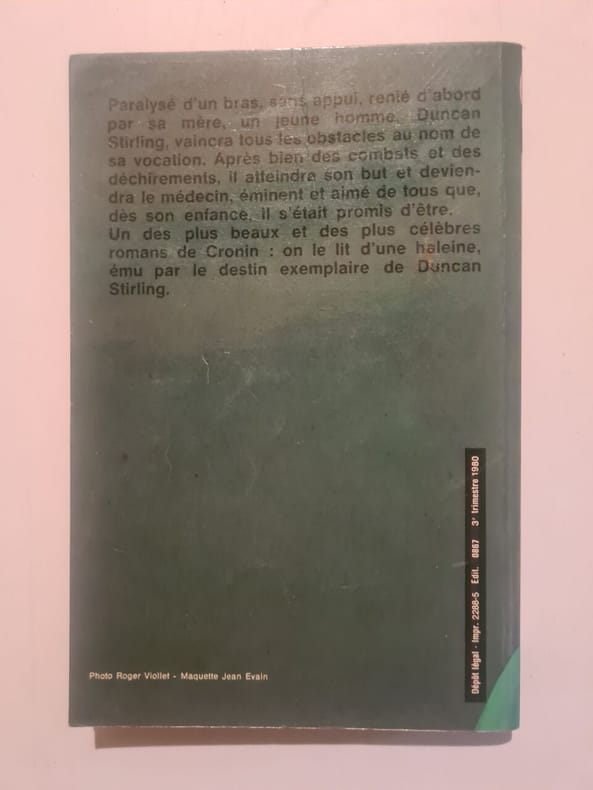 Paralysé d'un bras, sans appui, renié d'abord
par sa mère, un jeune homme, Duncan
Stirling, vaincra tous les obstacles au nom de
sa vocation. Après bien des combats et des
déchirements, il atteindra son but et devien-
dra le médecin, éminent et aimé de tous que,
dès son enfance, il s'était promis d'être.
Un des plus beaux et des plus célèbres
romans de Cronin : on le lit d'une haleine,
ému par le destin exemplaire de Duncan
Stirling.
Dépôt légal - Impr. 2288-5 Edit. 0867 3e trimestre 1980
Photo Roger Viollet - Maquette Jean Evain